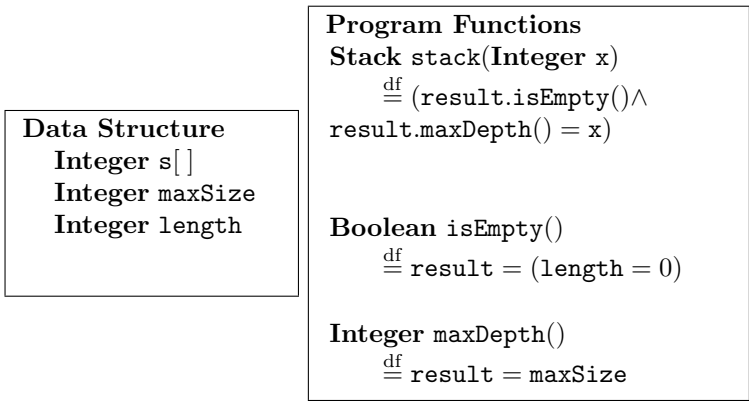 Data Structure
Integer s[ ]
Integer maxSize
Integer length
Program Functions
Stack stack(Integer x)
≝ (result.isEmpty()∧
result.maxDepth() = x)
Boolean isEmpty()
≝ result = (length = 0)
Integer maxDepth()
≝ result = maxSize